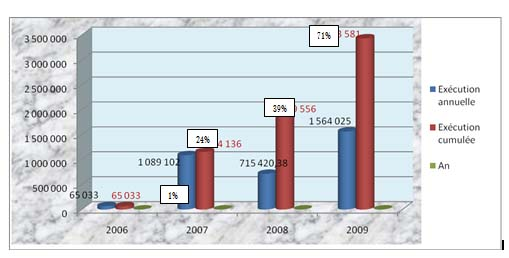 3 500 000
3 000 000
2 500 000
2 000 000
1 500 000
1 000 000
500 000
0
65 033
65 033
1%
1 089 102
24%
4 136
715 420,38
39%
556
1 564 025
71%
581
2006
2007
2008
2009
Exécution
annuelle
Exécution
cumulée
An